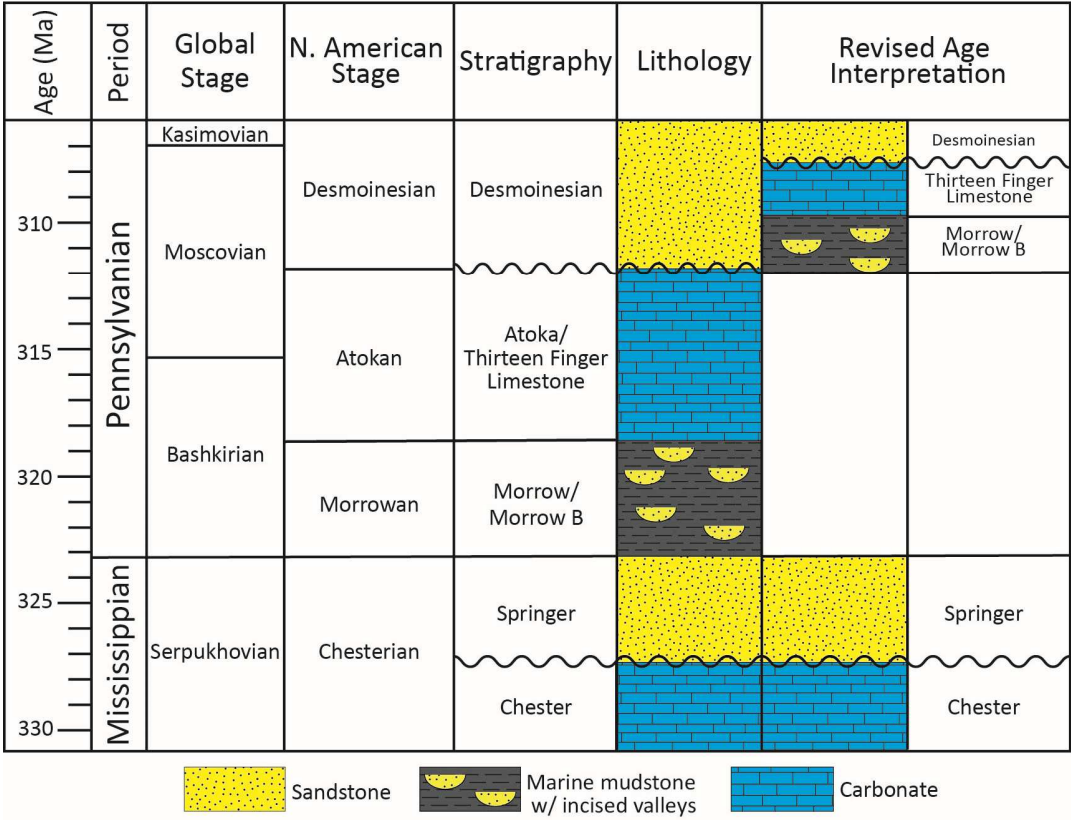 Age (Ma)
Period
Global
Stage
N. American
Stage
Stratigraphy
Lithology
Revised Age
Interpretation
310
315
320
325
330
Pennsylvanian
Mississippian
Kasimovian
Moscovian
Bashkirian
Serpukhovian
Desmoinesian
Atokan
Morrowan
Chesterian
Desmoinesian
Atoka/
Thirteen Finger
Limestone
Morrow/
Morrow B
Springer
Chester
Desmoinesian
Thirteen Finger
Limestone
Morrow/
Morrow B
Springer
Chester
Sandstone
Marine mudstone
w/ incised valleys
Carbonate